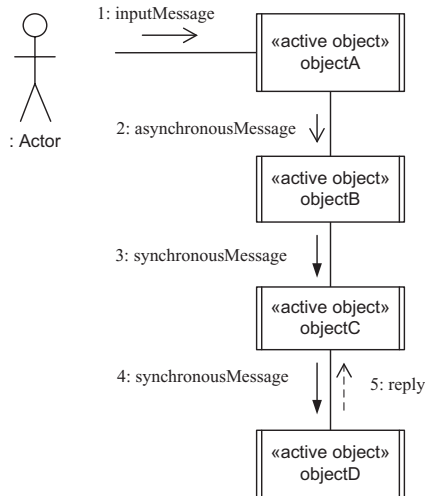 1: inputMessage
«active object»
objectA
: Actor
2: asynchronousMessage
«active object»
objectB
3: synchronousMessage
«active object»
objectC
4: synchronousMessage
5: reply
«active object»
objectD